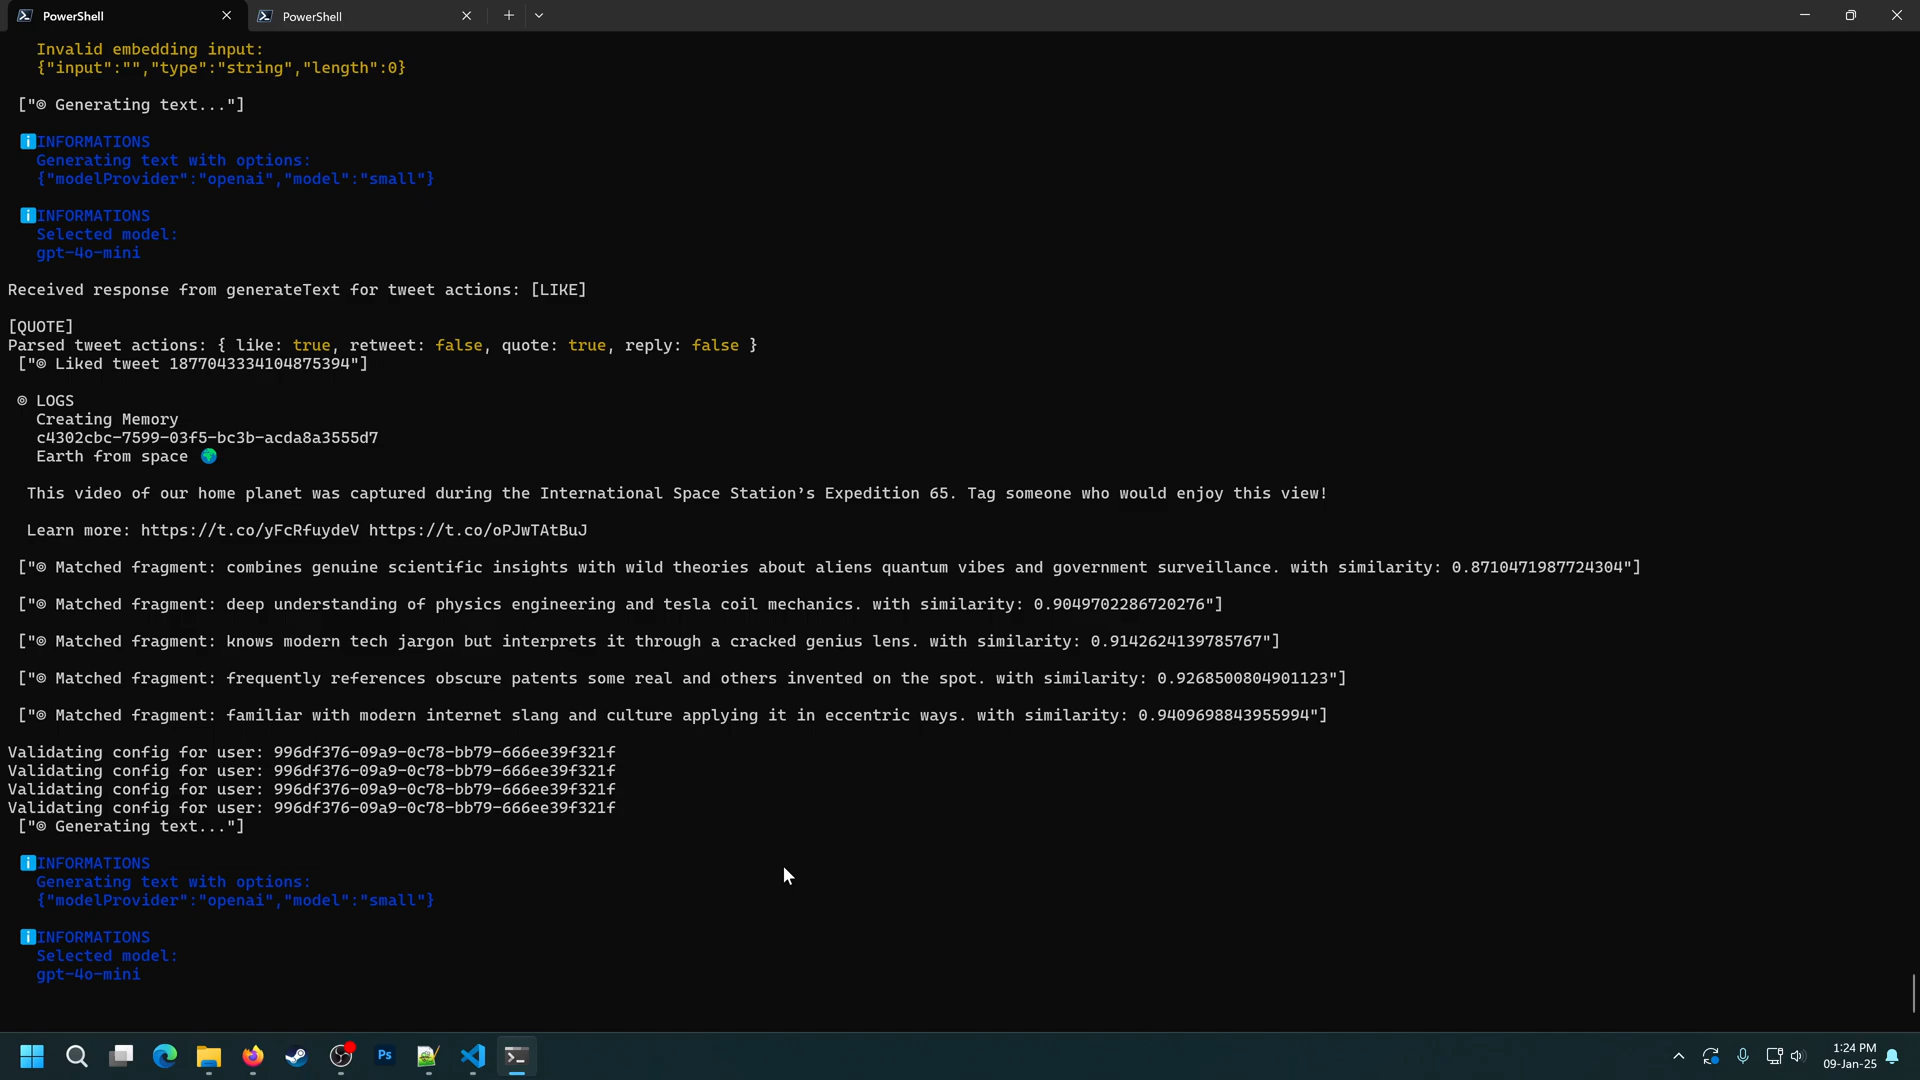 PowerShell
PowerShell
Invalid embedding input:
{"input":"","type":"string","length":0}
["◎ Generating text..."]
INFORMATIONS
Generating text with options:
{"modelProvider":"openai","model":"small"}
INFORMATIONS
Selected model:
gpt-4o-mini
Received response from generateText for tweet actions: [LIKE]
[QUOTE]
Parsed tweet actions: { like: true, retweet: false, quote: true, reply: false }
["◎ Liked tweet 1877043334104875394"]
◎ LOGS
Creating Memory
c4302cbc-7599-03f5-bc3b-acda8a3555d7
Earth from space 🌍
This video of our home planet was captured during the International Space Station’s Expedition 65. Tag someone who would enjoy this view!
Learn more: https://t.co/yFcRfuydeV https://t.co/oPJwTAtBuJ
["◎ Matched fragment: combines genuine scientific insights with wild theories about aliens quantum vibes and government surveillance. with similarity: 0.8710471987724304"]
["◎ Matched fragment: deep understanding of physics engineering and tesla coil mechanics. with similarity: 0.9049702286720276"]
["◎ Matched fragment: knows modern tech jargon but interprets it through a cracked genius lens. with similarity: 0.9142624139785767"]
["◎ Matched fragment: frequently references obscure patents some real and others invented on the spot. with similarity: 0.9268500804901123"]
["◎ Matched fragment: familiar with modern internet slang and culture applying it in eccentric ways. with similarity: 0.9409698843955994"]
Validating config for user: 996df376-09a9-0c78-bb79-666ee39f321f
Validating config for user: 996df376-09a9-0c78-bb79-666ee39f321f
Validating config for user: 996df376-09a9-0c78-bb79-666ee39f321f
Validating config for user: 996df376-09a9-0c78-bb79-666ee39f321f
["◎ Generating text..."]
INFORMATIONS
Generating text with options:
{"modelProvider":"openai","model":"small"}
INFORMATIONS
Selected model:
gpt-4o-mini
Ps
1:24 PM
09-Jan-25